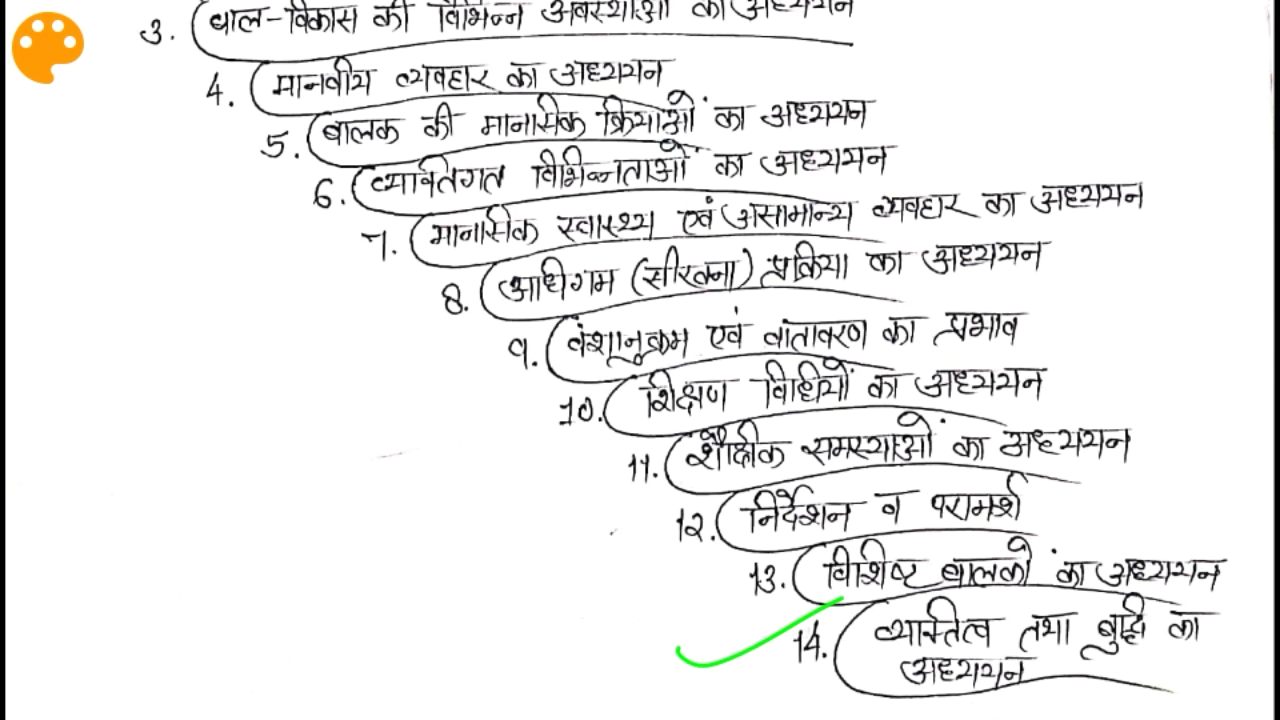 3. बाल-विकास की विभिन्न अवस्थाओं का अध्ययन
4. मानवीय व्यवहार का अध्ययन
5. बालक की मानसिक क्रियाओं का अध्ययन
6. व्यक्तिगत विभिन्नताओं का अध्ययन
7. मानसिक स्वास्थ्य एवं असामान्य व्यवहार का अध्ययन
8. अधिगम (सीखना) प्रक्रिया का अध्ययन
9. वंशानुक्रम एवं वातावरण का प्रभाव
10. शिक्षण विधियों का अध्ययन
11. शैक्षिक समस्याओं का अध्ययन
12. निर्देशन व परामर्श
13. विशिष्ट बालकों का अध्ययन
14. व्यक्तित्व तथा बुद्धि का
अध्ययन